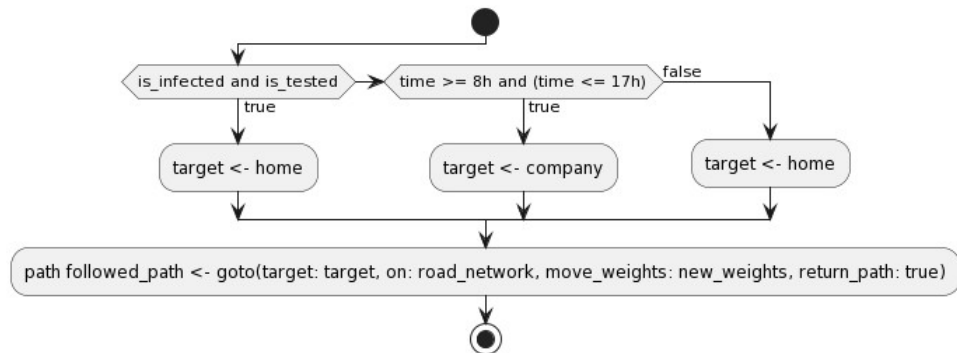 is_infected and is_tested
time >= 8h and (time <= 17h)
false
true
true
target <- home
target <- company
target <- home
path followed_path <- goto(target: target, on: road_network, move_weights: new_weights, return_path: true)